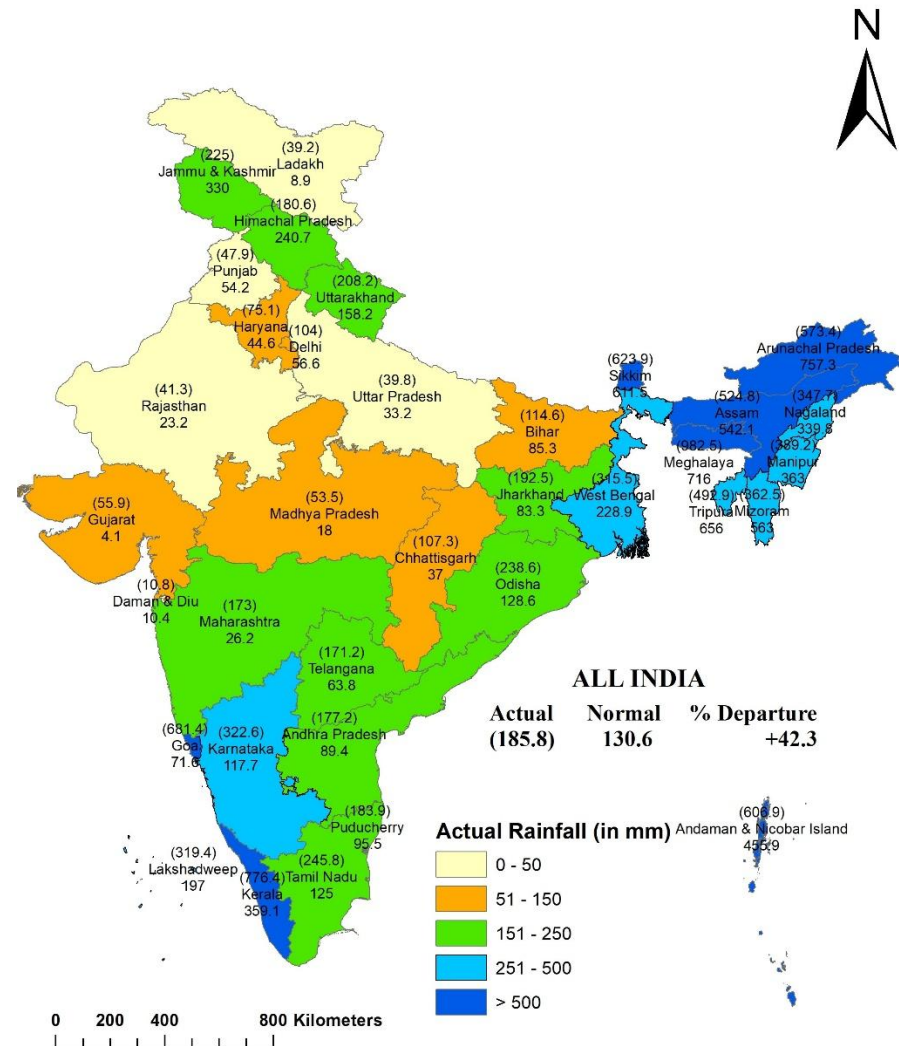 N
(39.2)
Ladakh
8.9
(225)
Jammu & Kashmir
330
(180.6)
Himachal Pradesh
240.7
(47.9)
Punjab
54.2
(208.2)
Uttarakhand
158.2
(75.1)
Haryana
44.6
(104)
Delhi
56.6
(41.3)
Rajasthan
23.2
(39.8)
Uttar Pradesh
33.2
(114.6)
Bihar
85.3
(623.9)
Sikkim
611.5
(573.4)
Arunachal Pradesh
757.3
(524.8)
Assam
542.1
(347.7)
Nagaland
339.8
(982.5)
Meghalaya
716
(389.2)
Manipur
363
(492.9)
Tripura
656
(362.5)
Mizoram
563
(55.9)
Gujarat
4.1
(53.5)
Madhya Pradesh
18
(192.5)
Jharkhand
83.3
(315.5)
West Bengal
228.9
(107.3)
Chhattisgarh
37
(238.6)
Odisha
128.6
(10.8)
Daman & Diu
10.4
(173)
Maharashtra
26.2
(171.2)
Telangana
63.8
(177.2)
Andhra Pradesh
89.4
(681.4)
Goa
71.6
(322.6)
Karnataka
117.7
(183.9)
Puducherry
95.5
(319.4)
Lakshadweep
197
(776.4)
Kerala
359.1
(245.8)
Tamil Nadu
125
(606.9)
Andaman & Nicobar Island
455.9
ALL INDIA
Actual Normal % Departure
(185.8) 130.6 +42.3
Actual Rainfall (in mm)
0 - 50
51 - 150
151 - 250
251 - 500
> 500
0 200 400 800 Kilometers